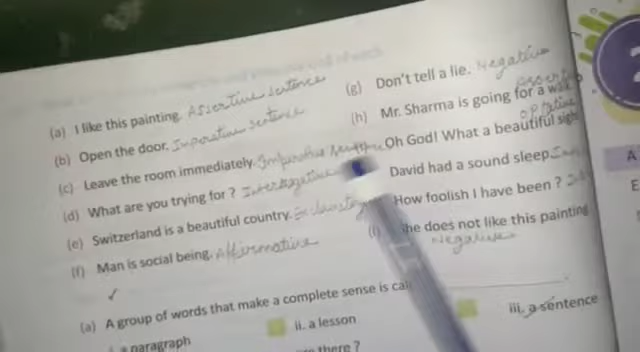 (a) I like this painting. Assertive sentence
(b) Open the door. Imperative sentence
(c) Leave the room immediately. Imperative
(d) What are you trying for ? Interrogative
(e) Switzerland is a beautiful country.
(f) Man is social being. Affirmative
(g) Don't tell a lie. Negative
(h) Mr. Sharma is going for a
Oh God! What a beautiful sight
David had a sound sleep.
How foolish I have been ?
he does not like this painting
Negative
(a) A group of words that make a complete sense is
a paragraph
ii. a lesson
iii. a sentence
there ?